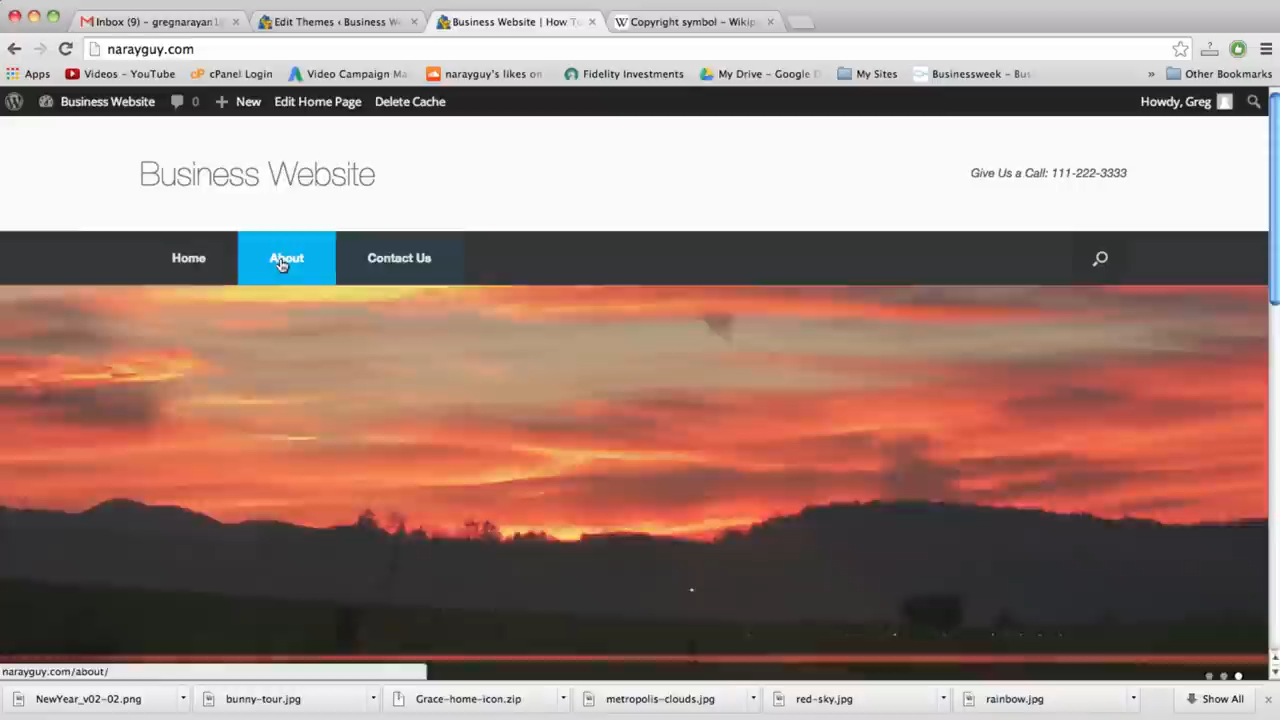 Inbox (9) – gregnarayan1
Edit Themes ‹ Business W
Business Website | How To
Copyright symbol – Wikip
narayguy.com
Apps
Videos - YouTube
cPanel Login
Video Campaign Ma
narayguy's likes on
Fidelity Investments
My Drive - Google D
My Sites
Businessweek - Bus
»
Other Bookmarks
Business Website
0
New
Edit Home Page
Delete Cache
Howdy, Greg
Business Website
Give Us a Call: 111-222-3333
Home
About
Contact Us
narayguy.com/about/
NewYear_v02-02.png
bunny-tour.jpg
Grace-home-icon.zip
metropolis-clouds.jpg
red-sky.jpg
rainbow.jpg
Show All